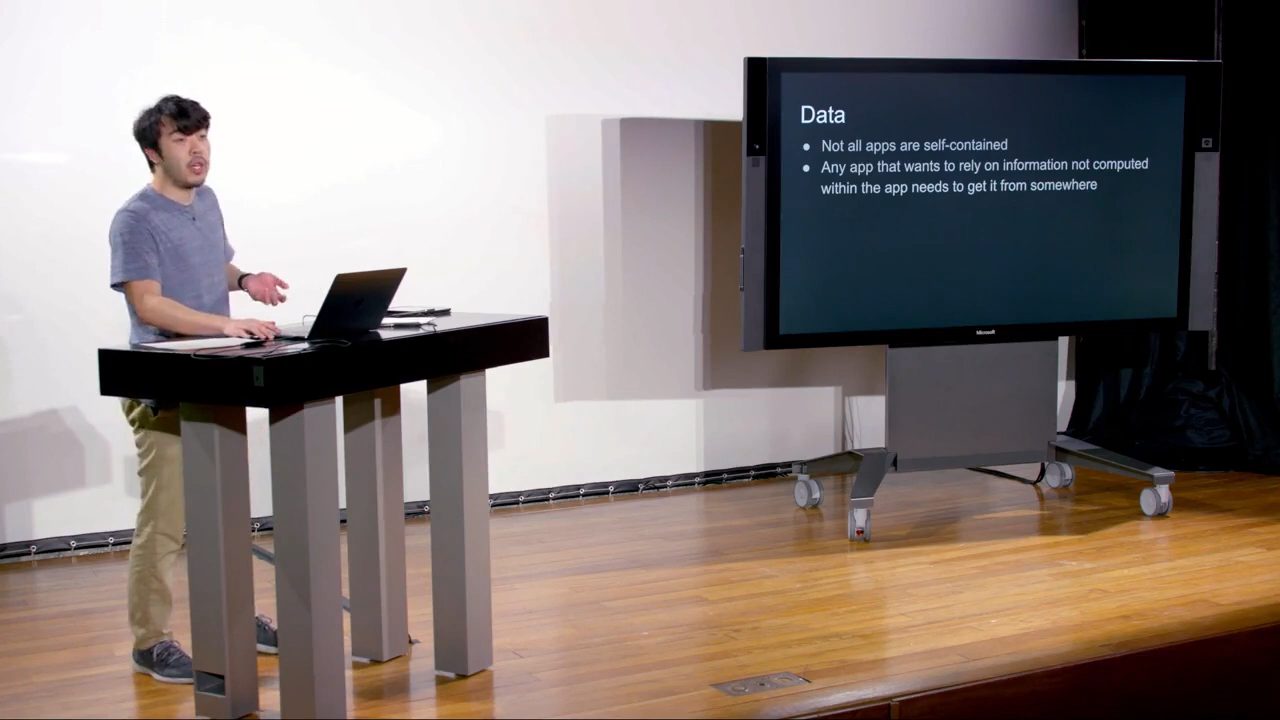 Data
● Not all apps are self-contained
● Any app that wants to rely on information not computed
within the app needs to get it from somewhere
Microsoft